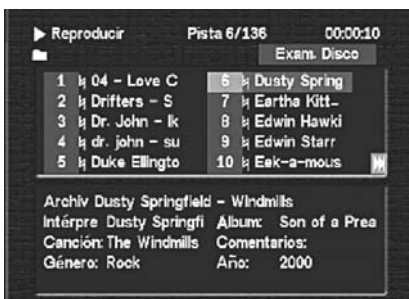 Reproducir Pista 6/136 00:00:10
Exam. Disco
1 04 - Love C
2 Drifters - S
3 Dr. John - Ik
4 dr. john - su
5 Duke Ellingto
6 Dusty Spring
7 Eartha Kitt_
8 Edwin Hawki
9 Edwin Starr
10 Eek-a-mous
Archiv Dusty Springfield - Windmills
Intérpre Dusty Springfi Álbum: Son of a Prea
Canción: The Windmills Comentarios:
Género: Rock Año: 2000